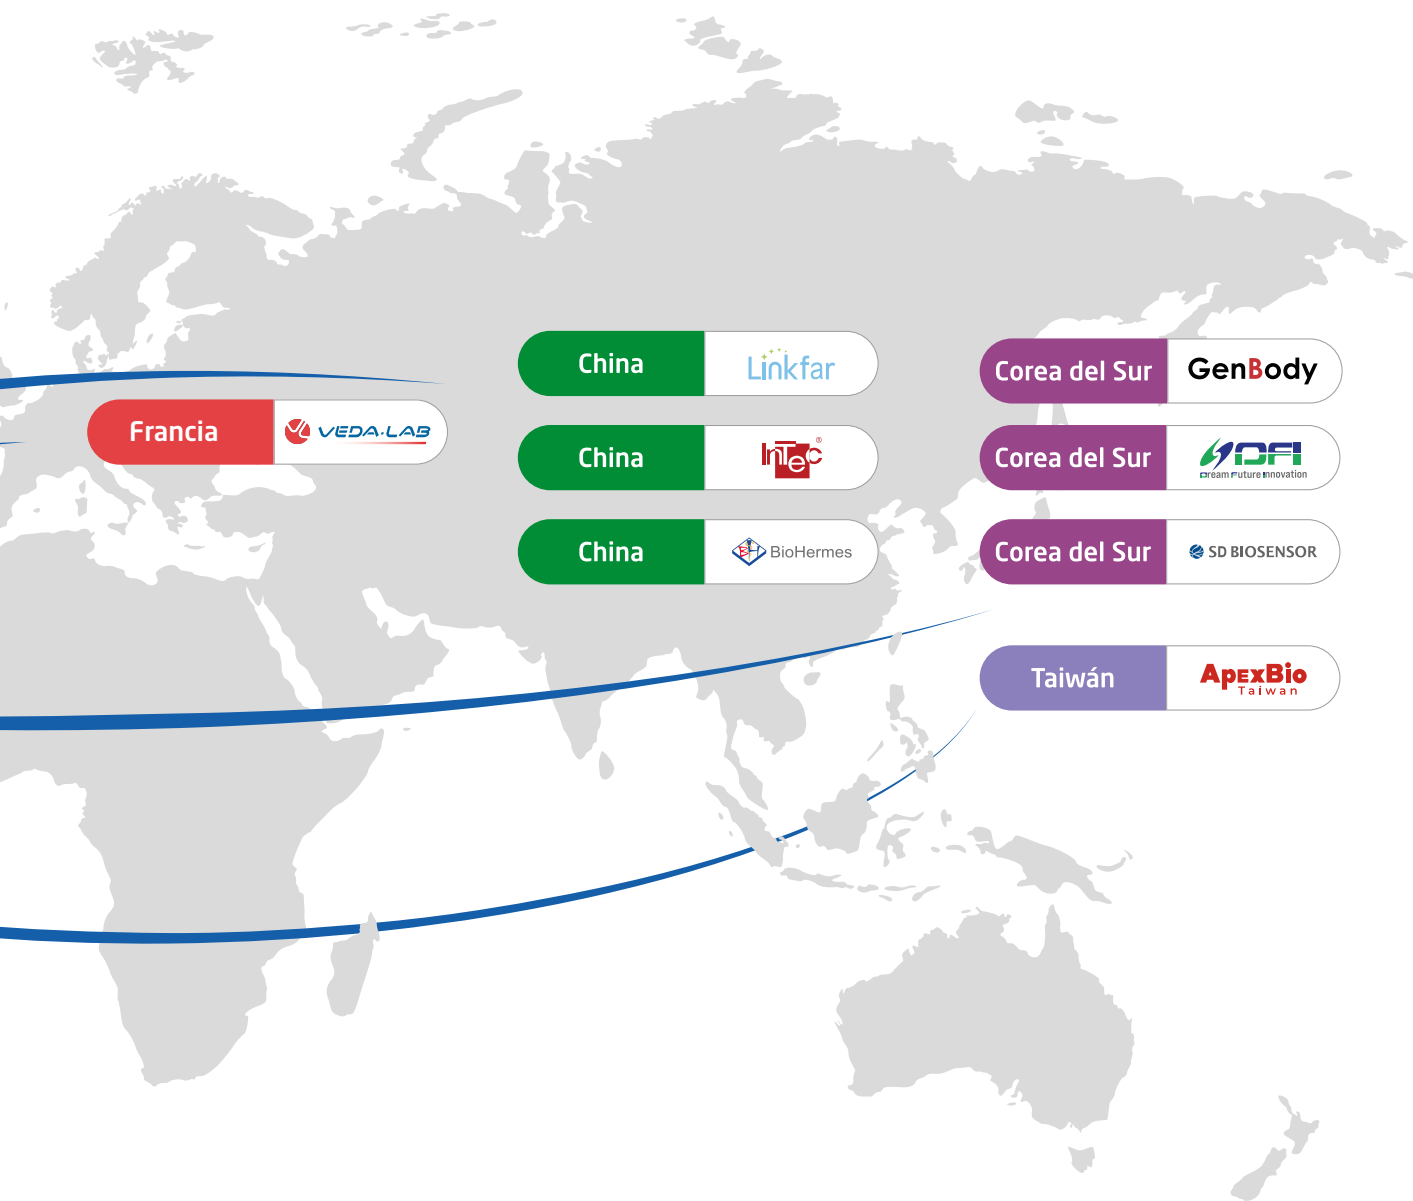 Francia
VEDA·LAB
China
Linkfar
China
InTec®
China
BioHermes
Corea del Sur
GenBody
Corea del Sur
DFI
Dream Future Innovation
Corea del Sur
SD BIOSENSOR
Taiwán
ApexBio
Taiwan